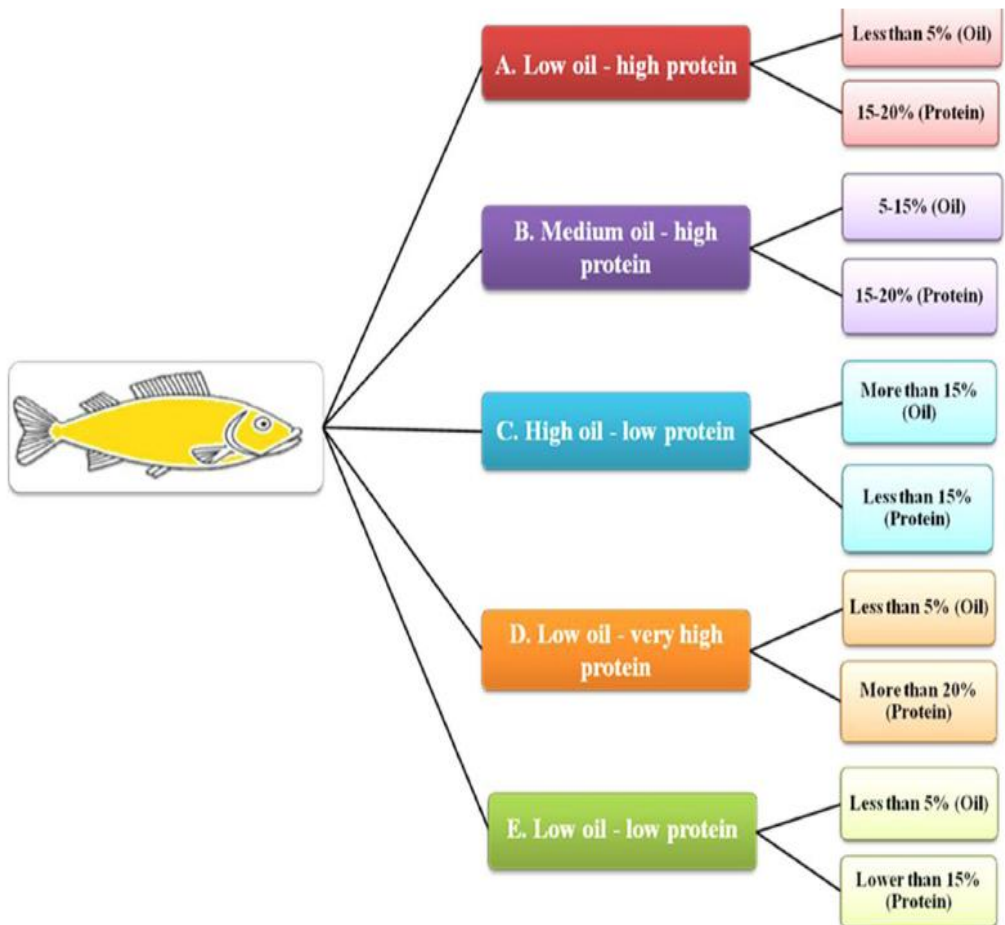 A. Low oil - high protein
Less than 5% (Oil)
15-20% (Protein)
B. Medium oil - high
protein
5-15% (Oil)
15-20% (Protein)
C. High oil - low protein
More than 15%
(Oil)
Less than 15%
(Protein)
D. Low oil - very high
protein
Less than 5% (Oil)
More than 20%
(Protein)
E. Low oil - low protein
Less than 5% (Oil)
Lower than 15%
(Protein)